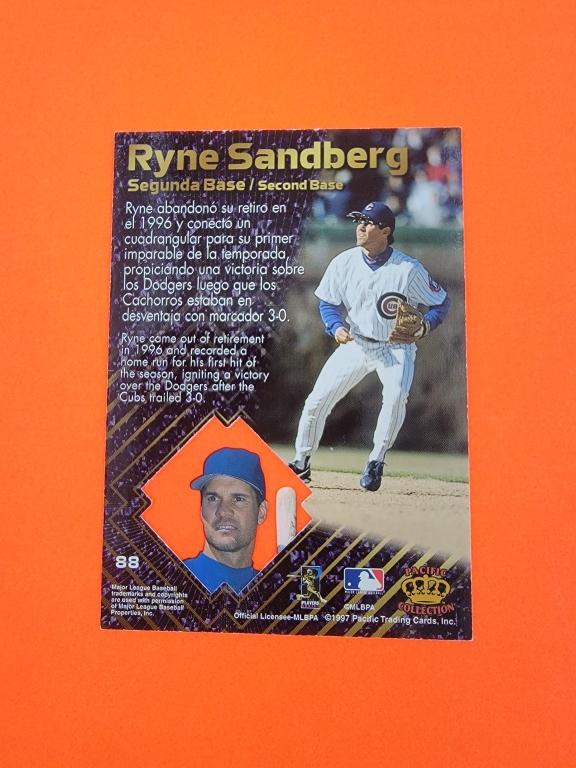 Ryne Sandberg
Segunda Base / Second Base
Ryne abandonó su retiro en
el 1996 y conectó un
cuadrangular para su primer
imparable de la temporada,
propiciando una victoria sobre
los Dodgers luego que los
Cachorros estaban en
desventaja con marcador 3-0.
Ryne came out of retirement
in 1996 and recorded a
home run for his first hit of
the season, igniting a victory
over the Dodgers after the
Cubs trailed 3-0.
C
88
Major League Baseball
trademarks and copyrights
are used with permission
of Major League Baseball
Properties, Inc.
PLAYERS
©MLBPA
Official Licensee-MLBPA ©1997 Pacific Trading Cards, Inc.
PACIFIC
COLLECTION